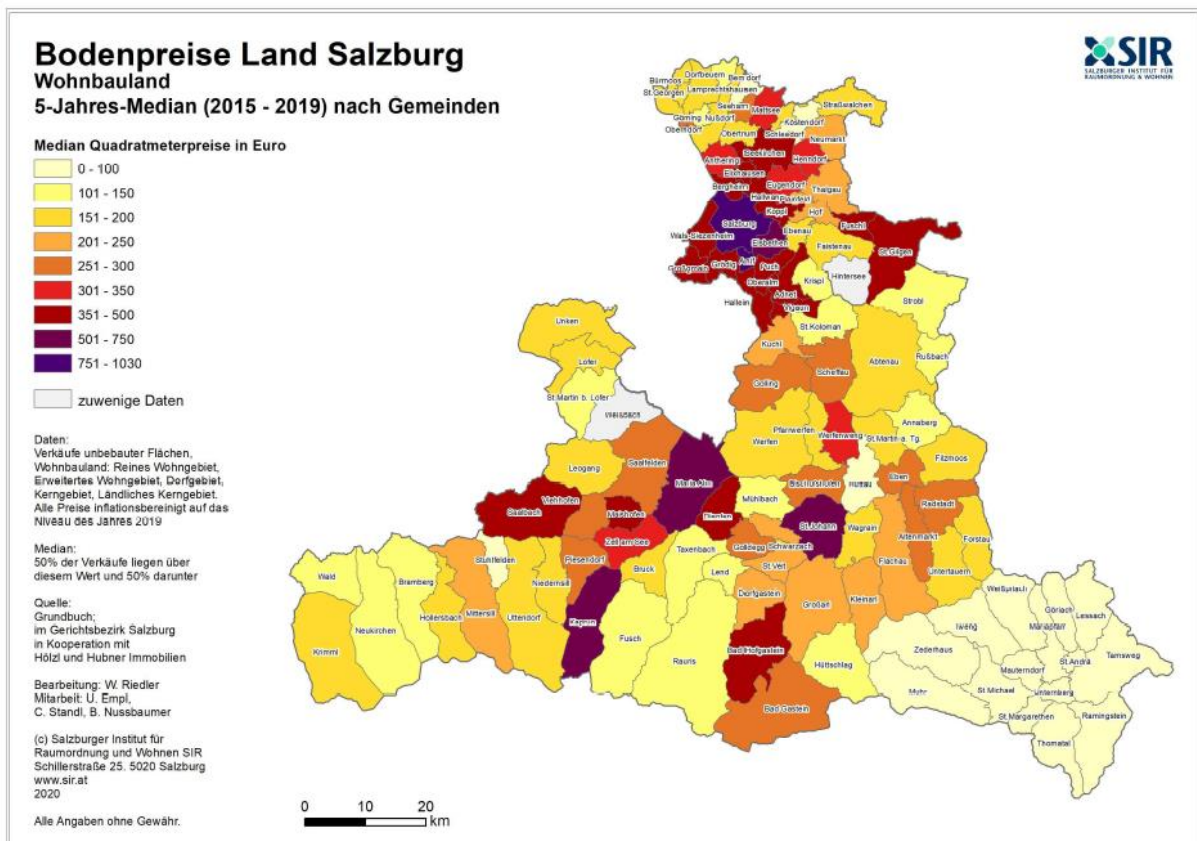 Bodenpreise Land Salzburg
Wohnbauland
5-Jahres-Median (2015 - 2019) nach Gemeinden
SIR
SALZBURGER INSTITUT FÜR
RAUMORDNUNG & WOHNEN
Median Quadratmeterpreise in Euro
0 - 100
101 - 150
151 - 200
201 - 250
251 - 300
301 - 350
351 - 500
501 - 750
751 - 1030
zuwenige Daten
Daten:
Verkäufe unbebauter Flächen,
Wohnbauland: Reines Wohngebiet,
Erweitertes Wohngebiet, Dorfgebiet,
Kerngebiet, Ländliches Kerngebiet.
Alle Preise inflationsbereinigt auf das
Niveau des Jahres 2019
Median:
50% der Verkäufe liegen über
diesem Wert und 50% darunter
Quelle:
Grundbuch;
im Gerichtsbezirk Salzburg
in Kooperation mit
Hölzl und Hubner Immobilien
Bearbeitung: W. Riedler
Mitarbeit: U. Empl,
C. Standl, B. Nussbaumer
(c) Salzburger Institut für
Raumordnung und Wohnen SIR
Schillerstraße 25. 5020 Salzburg
www.sir.at
2020
Alle Angaben ohne Gewähr.
0 10 20
km
Bürmoos
Dorfbeuern
Berndorf
St.Georgen
Lamprechtshausen
Seeham
Mattsee
Straßwalchen
Göming
Nußdorf
Köstendorf
Oberndorf
Obertrum
Schleedorf
Neumarkt
Anthering
Seekirchen
Henndorf
Elixhausen
Bergheim
Eugendorf
Hallwang
Thalgau
Koppl
Hof
Salzburg
Fuschl
Wals-Siezenheim
Elsbethen
Ebenau
Faistenau
St.Gilgen
Anif
Großgmain
Grödig
Puck
Hintersee
Oberalm
Krispl
Adnet
Strobl
Hallein
Vigaun
St.Koloman
Unken
Kuchl
Abtenau
Rußbach
Lofer
Scheffau
Golling
St.Martin b. Lofer
Weißbach
Annaberg
Pfarrwerfen
Werfen
Werfenweng
St.Martin a. Tg.
Filzmoos
Leogang
Saalfelden
Maria Alm
Eben
Hüttau
Viehhofen
Mühlbach
Radstadt
Saalbach
Maishofen
Dienten
St.Johann
Wagrain
Altenmarkt
Forstau
Zell am See
Goldegg
Schwarzach
Stuhlfelden
Piesendorf
Taxenbach
Flachau
Untertauern
Wald
Bramberg
Niedernsill
Bruck
Lend
St.Veit
Mittersill
Dorfgastein
Hollersbach
Uttendorf
Kaprun
Großarl
Kleinarl
Neukirchen
Fusch
Krimml
Rauris
Bad Hofgastein
Hüttschlag
Bad Gastein
Weißpriach
Göriach
Lessach
Tweng
Mariapfarr
Zederhaus
Tamsweg
St.Andrä
Mauterndorf
Muhr
St.Michael
Unternberg
St.Margarethen
Ramingstein
Thomatal